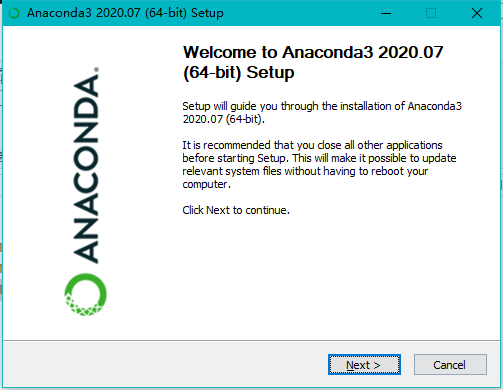 Anaconda3 2020.07 (64-bit) Setup
Welcome to Anaconda3 2020.07
(64-bit) Setup
Setup will guide you through the installation of Anaconda3
2020.07 (64-bit).
It is recommended that you close all other applications
before starting Setup. This will make it possible to update
relevant system files without having to reboot your
computer.
Click Next to continue.
ANACONDA.
Next >
Cancel